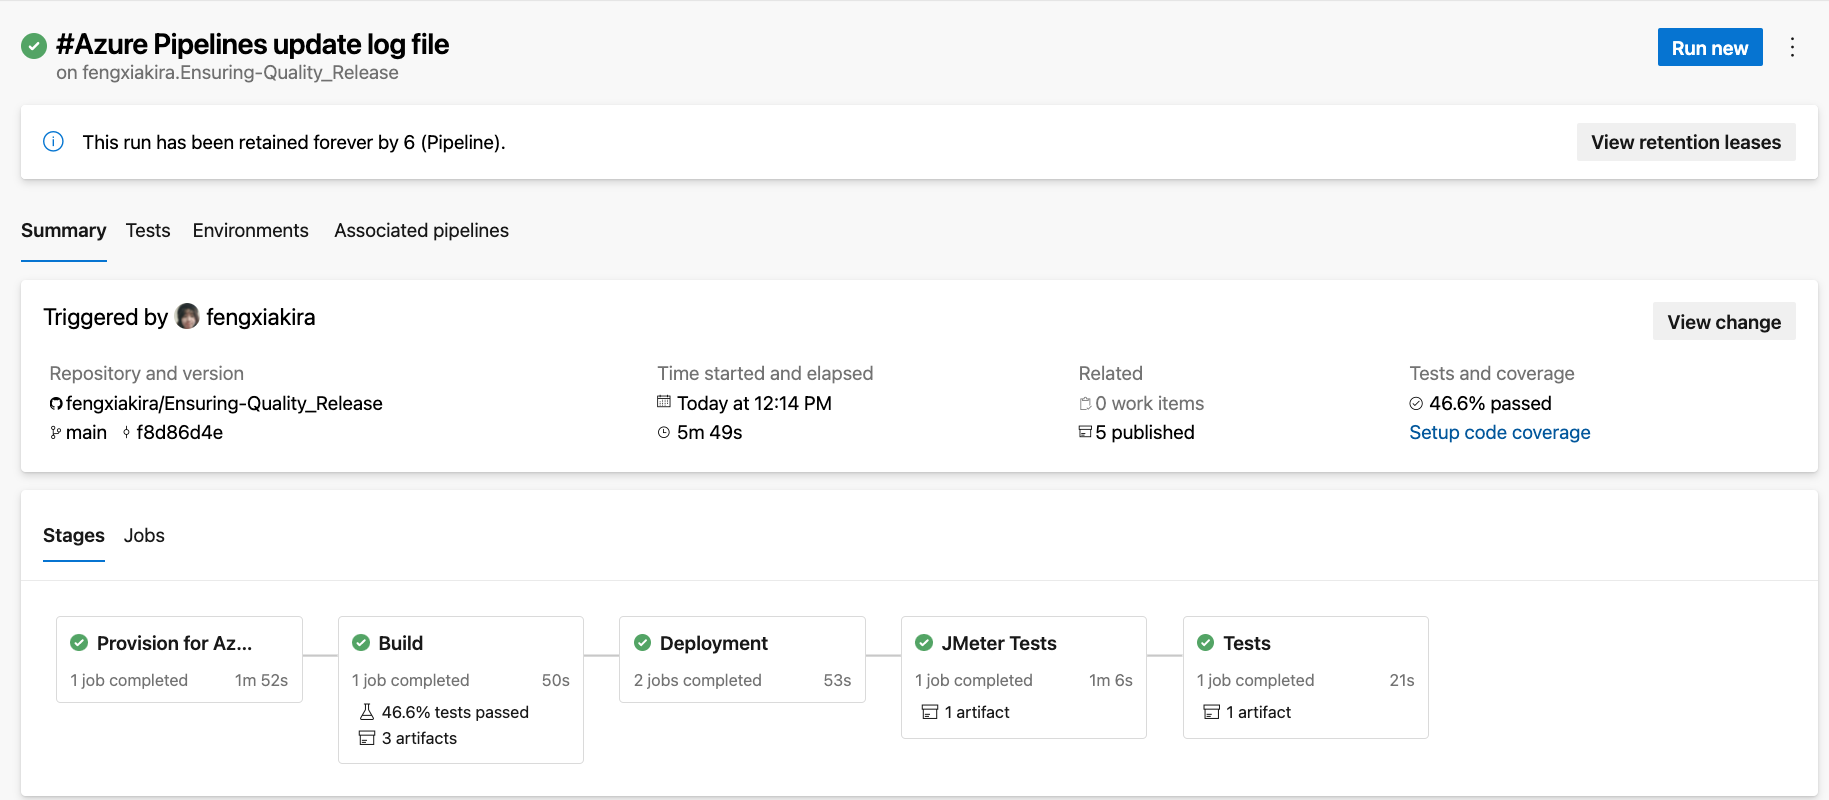 #Azure Pipelines update log file
on fengxiakira.Ensuring-Quality_Release
Run new
This run has been retained forever by 6 (Pipeline).
View retention leases
Summary Tests Environments Associated pipelines
Triggered by fengxiakira
View change
Repository and version
fengxiakira/Ensuring-Quality_Release
main f8d86d4e
Time started and elapsed
Today at 12:14 PM
5m 49s
Related
0 work items
5 published
Tests and coverage
46.6% passed
Setup code coverage
Stages Jobs
Provision for Az...
1 job completed 1m 52s
Build
1 job completed 50s
46.6% tests passed
3 artifacts
Deployment
2 jobs completed 53s
JMeter Tests
1 job completed 1m 6s
1 artifact
Tests
1 job completed 21s
1 artifact